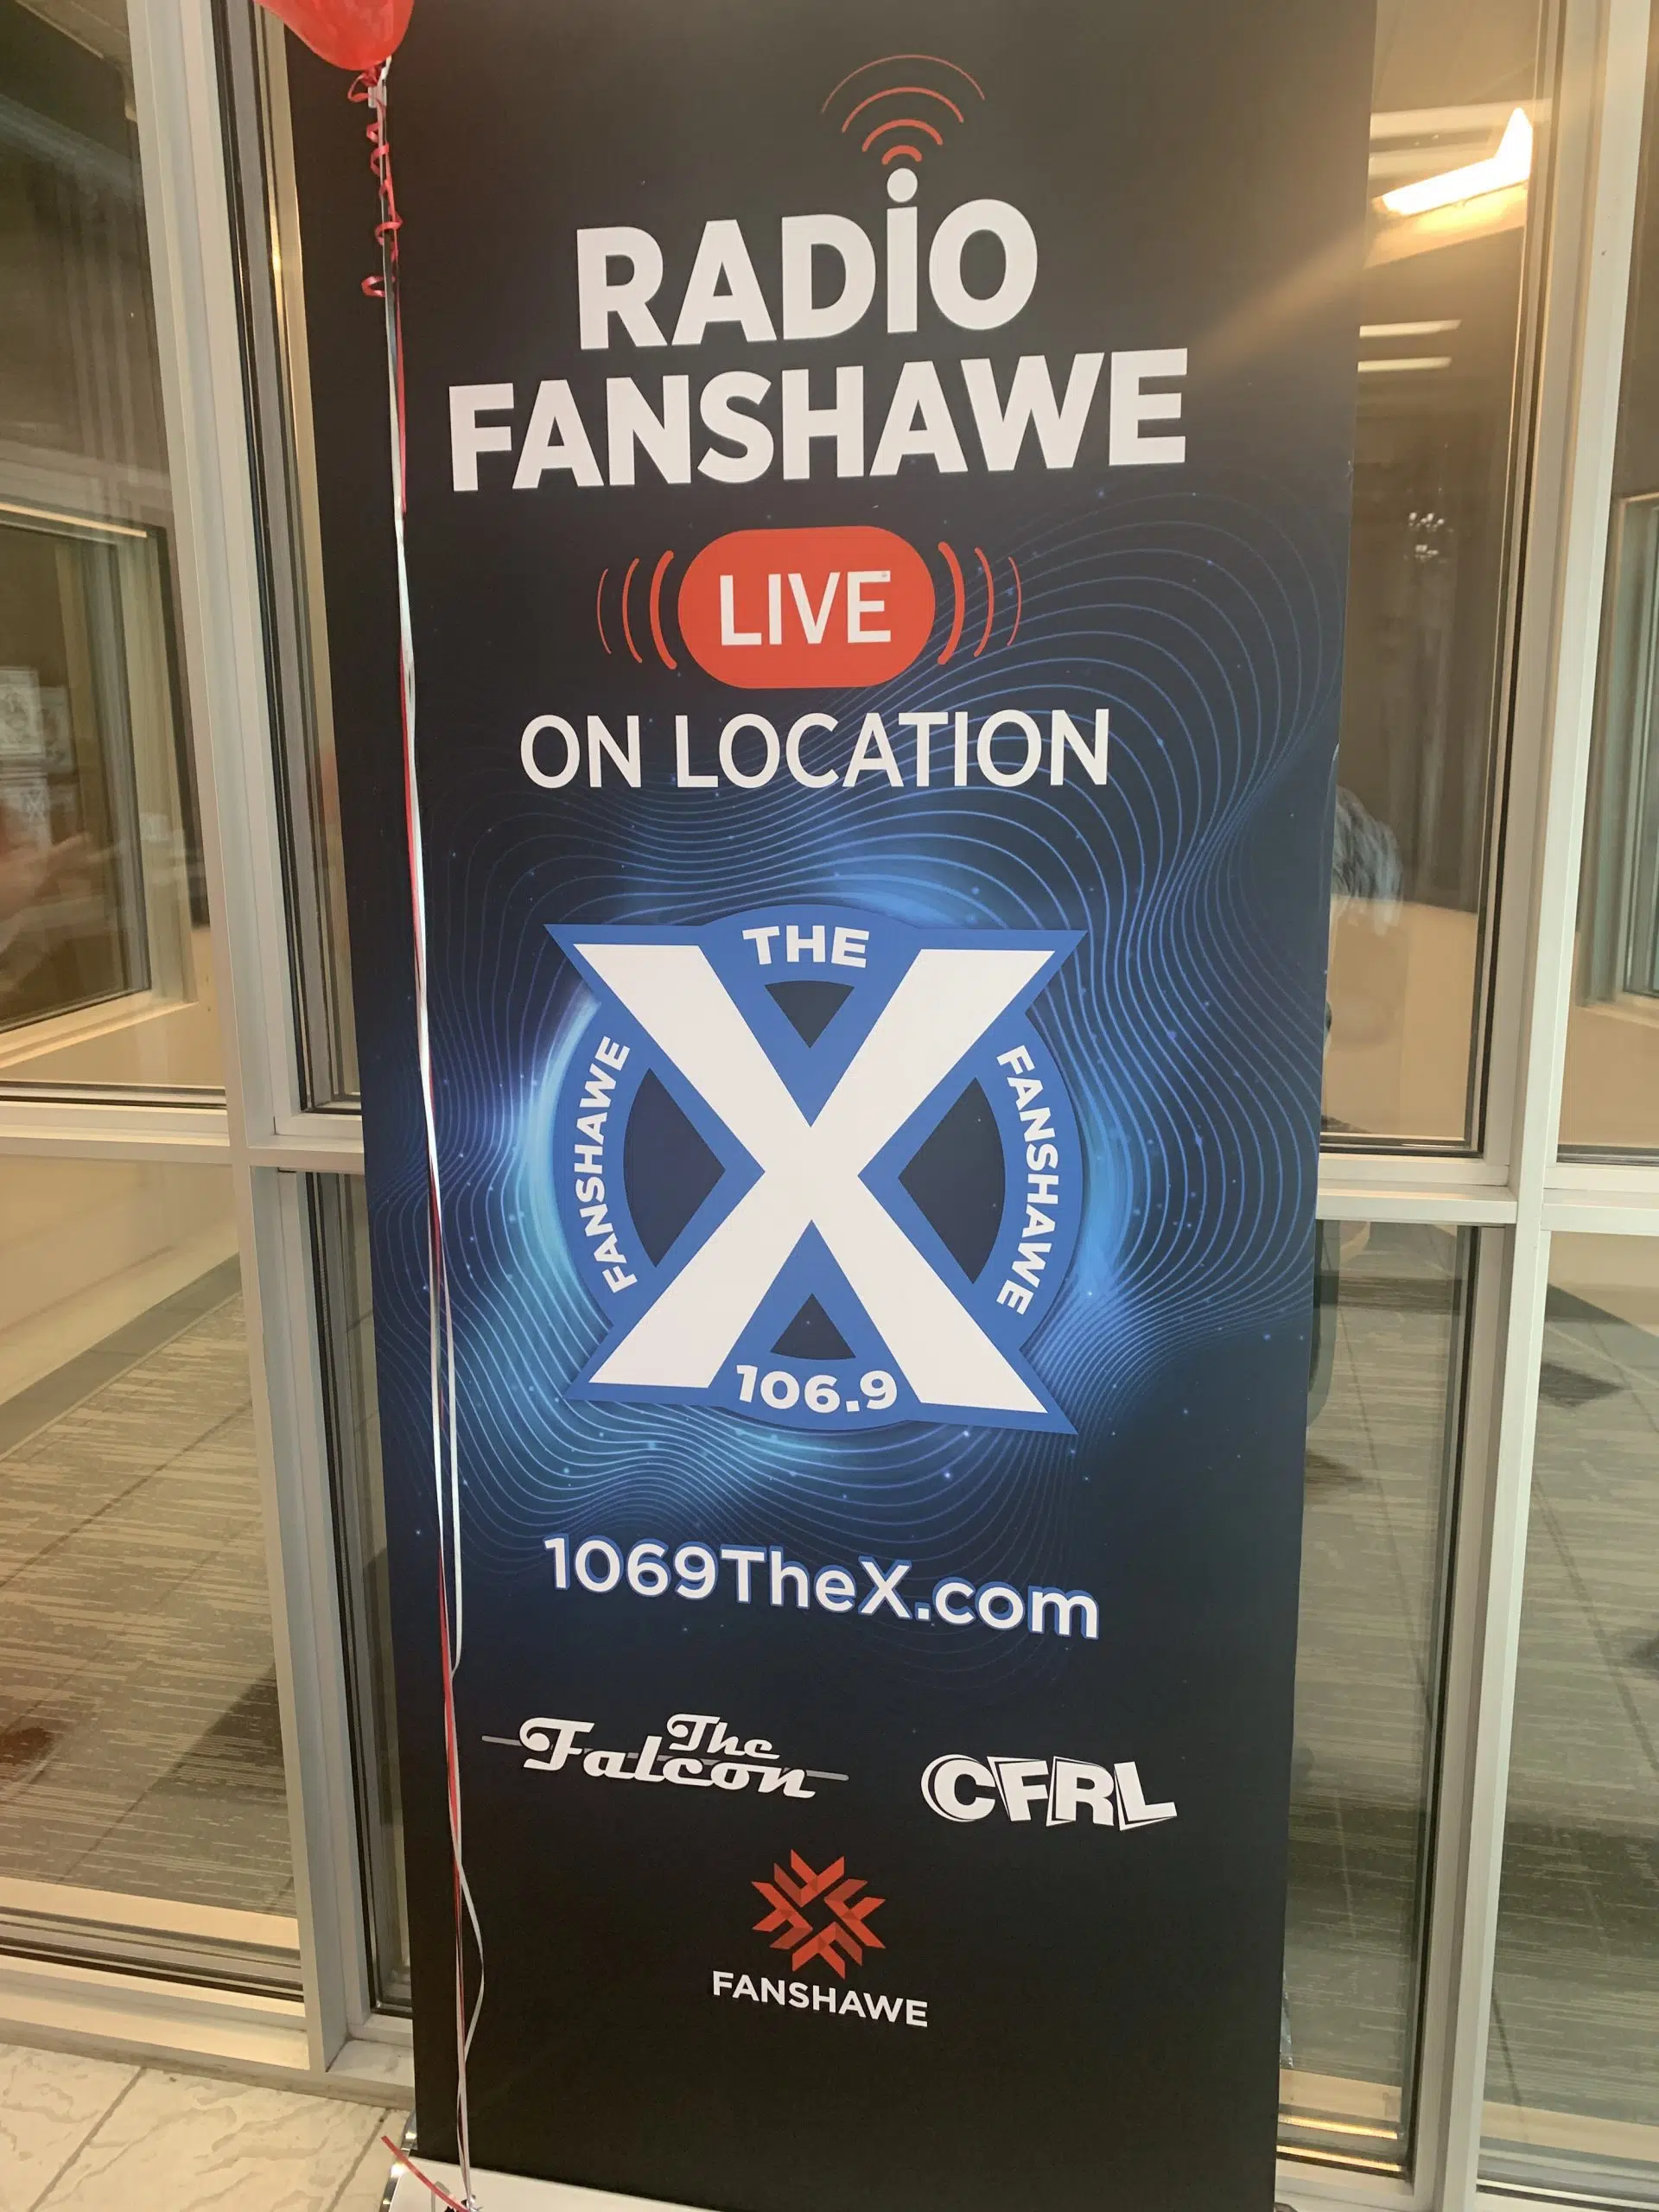 RADiO
FANSHAWE
LIVE
ON LOCATION
THE
FANSHAWE
X
FANSHAWE
106.9
1069TheX.com
The
Falcon
CFRL
FANSHAWE